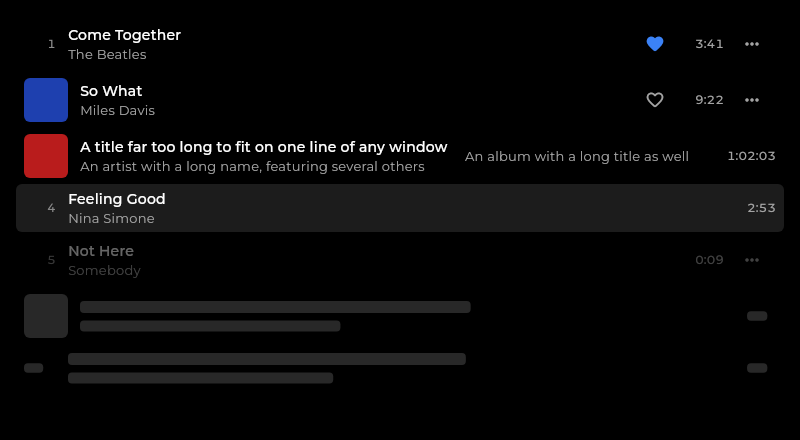 1
Come Together
The Beatles
3:41
So What
Miles Davis
9:22
A title far too long to fit on one line of any window
An artist with a long name, featuring several others
An album with a long title as well
1:02:03
4
Feeling Good
Nina Simone
2:53
5
Not Here
Somebody
0:09